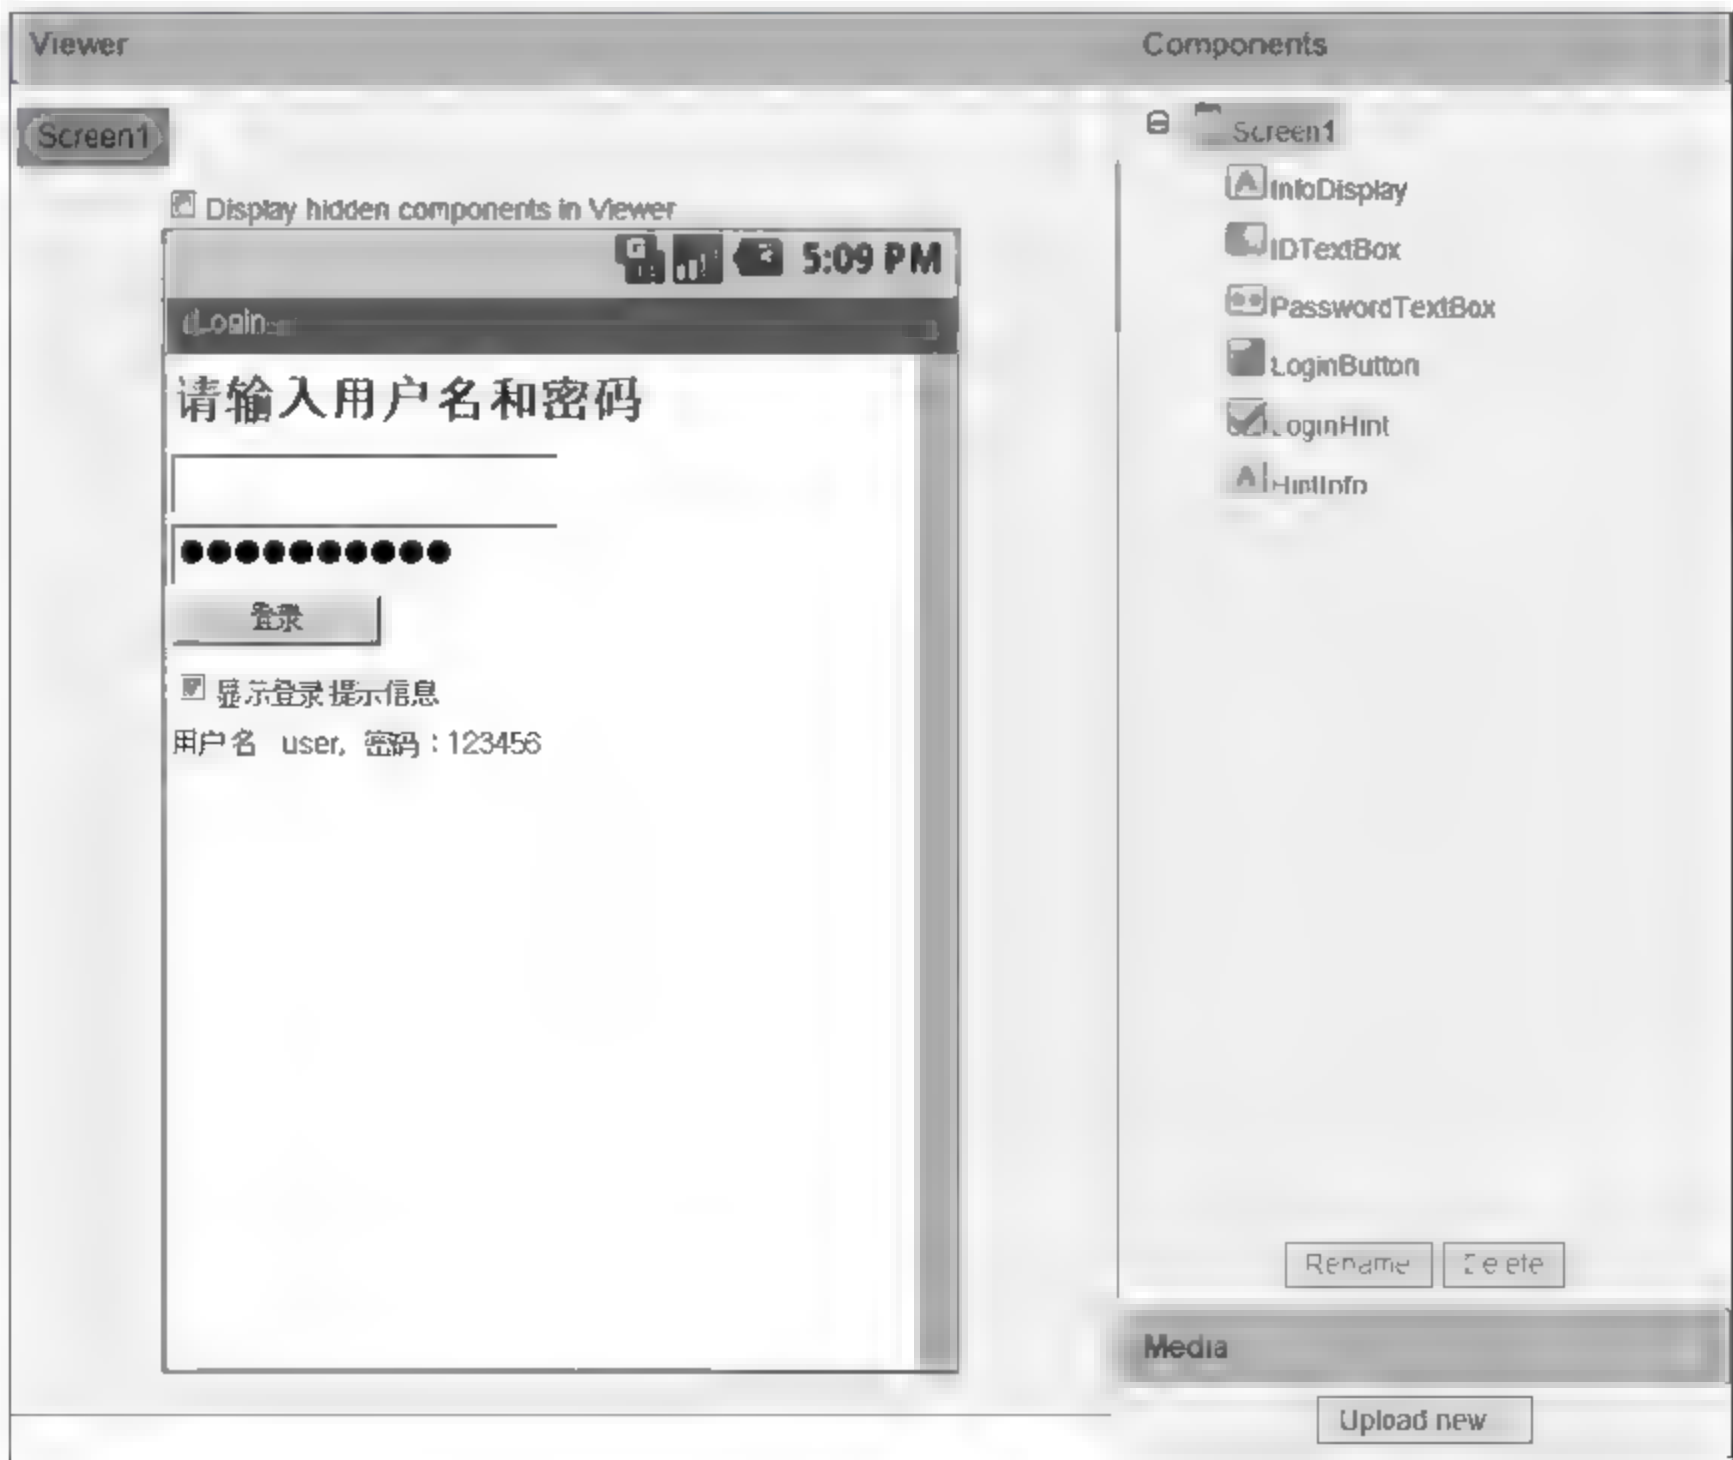 Viewer
Components
Screen1
Display hidden components in Viewer
5:09 PM
Login
请输入用户名和密码
登录
显示登录提示信息
用户名 user, 密码:123456
Screen1
InfoDisplay
IDTextBox
PasswordTextBox
LoginButton
LoginHint
HintInfo
Rename
Delete
Media
Upload new